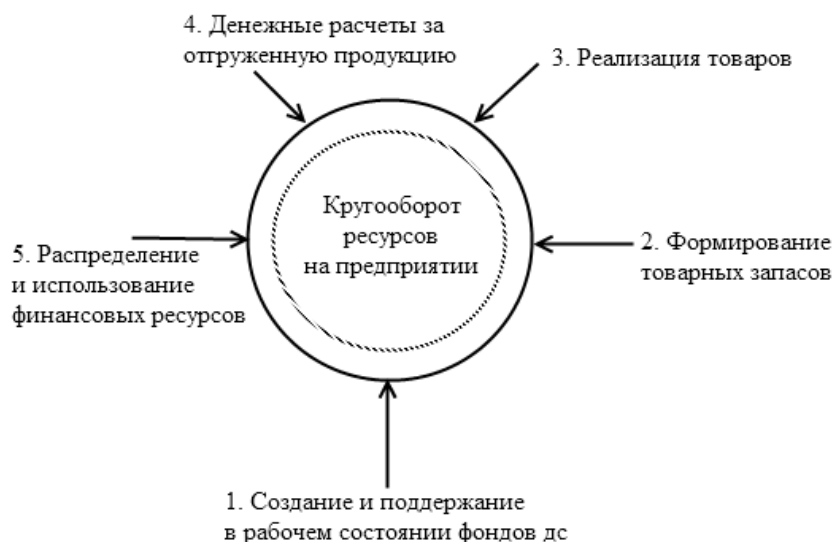 4. Денежные расчеты за
отгруженную продукцию
3. Реализация товаров
Кругооборот
ресурсов
на предприятии
2. Формирование
товарных запасов
5. Распределение
и использование
финансовых ресурсов
1. Создание и поддержание
в рабочем состоянии фондов дс